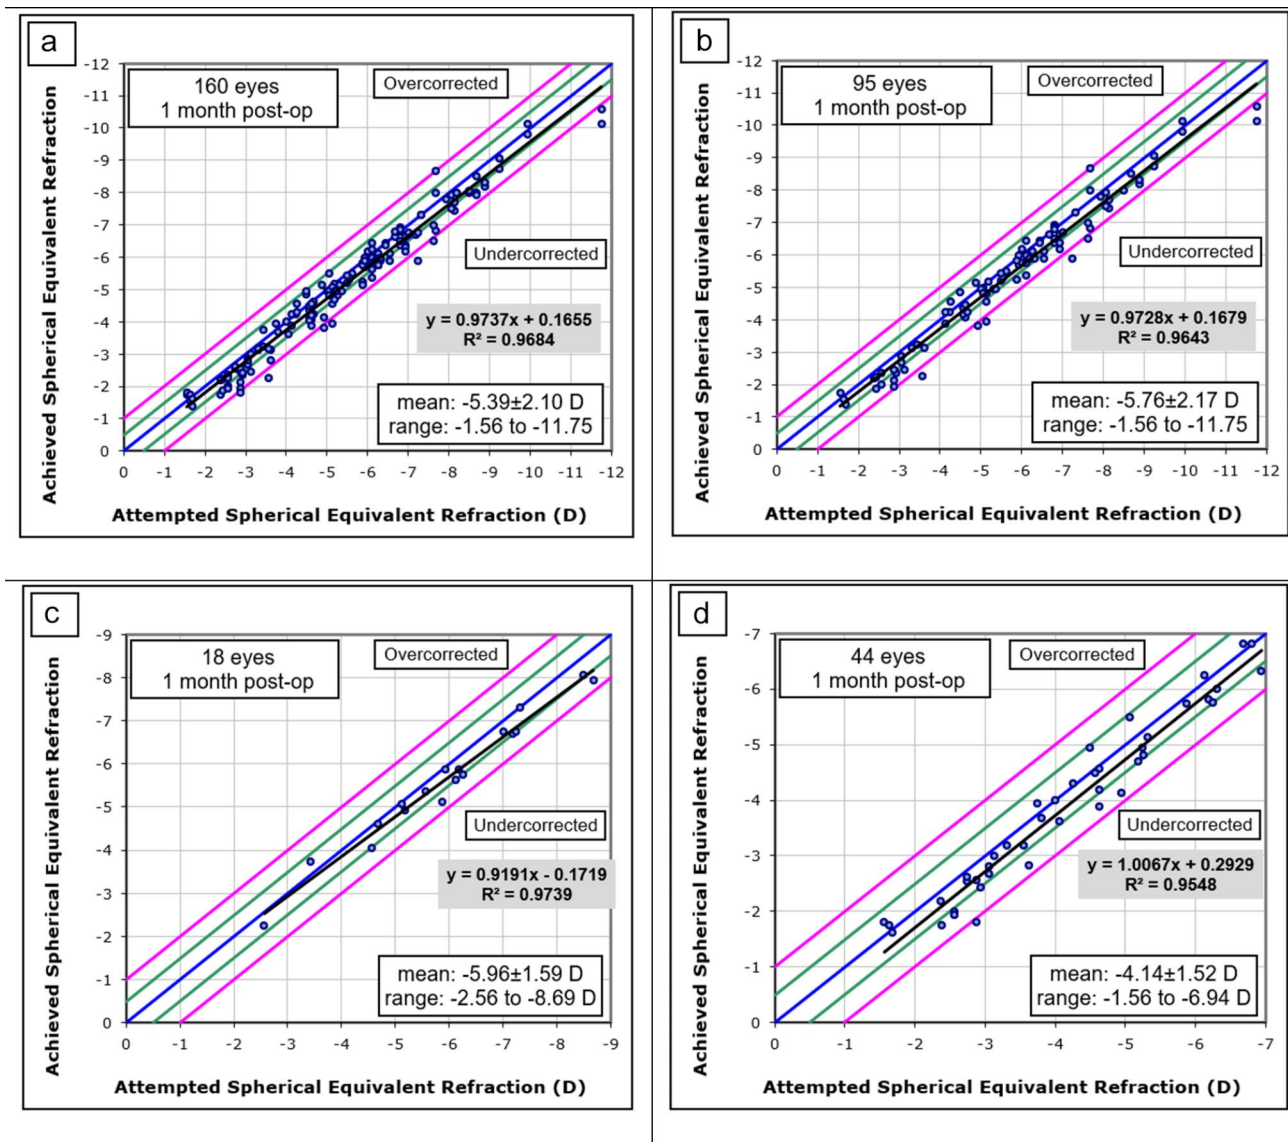 a
Achieved Spherical Equivalent Refraction
-12
-11
-10
-9
-8
-7
-6
-5
-4
-3
-2
-1
0
160 eyes
1 month post-op
Overcorrected
Undercorrected
y = 0.9737x + 0.1655
R² = 0.9684
mean: -5.39±2.10 D
range: -1.56 to -11.75
0 -1 -2 -3 -4 -5 -6 -7 -8 -9 -10 -11 -12
Attempted Spherical Equivalent Refraction (D)
b
Achieved Spherical Equivalent Refraction
-12
-11
-10
-9
-8
-7
-6
-5
-4
-3
-2
-1
0
95 eyes
1 month post-op
Overcorrected
Undercorrected
y = 0.9728x + 0.1679
R² = 0.9643
mean: -5.76±2.17 D
range: -1.56 to -11.75
0 -1 -2 -3 -4 -5 -6 -7 -8 -9 -10 -11 -12
Attempted Spherical Equivalent Refraction (D)
c
Achieved Spherical Equivalent Refraction
-9
-8
-7
-6
-5
-4
-3
-2
-1
0
18 eyes
1 month post-op
Overcorrected
Undercorrected
y = 0.9191x - 0.1719
R² = 0.9739
mean: -5.96±1.59 D
range: -2.56 to -8.69 D
0 -1 -2 -3 -4 -5 -6 -7 -8 -9
Attempted Spherical Equivalent Refraction (D)
d
Achieved Spherical Equivalent Refraction
-7
-6
-5
-4
-3
-2
-1
0
44 eyes
1 month post-op
Overcorrected
Undercorrected
y = 1.0067x + 0.2929
R² = 0.9548
mean: -4.14±1.52 D
range: -1.56 to -6.94 D
0 -1 -2 -3 -4 -5 -6 -7
Attempted Spherical Equivalent Refraction (D)